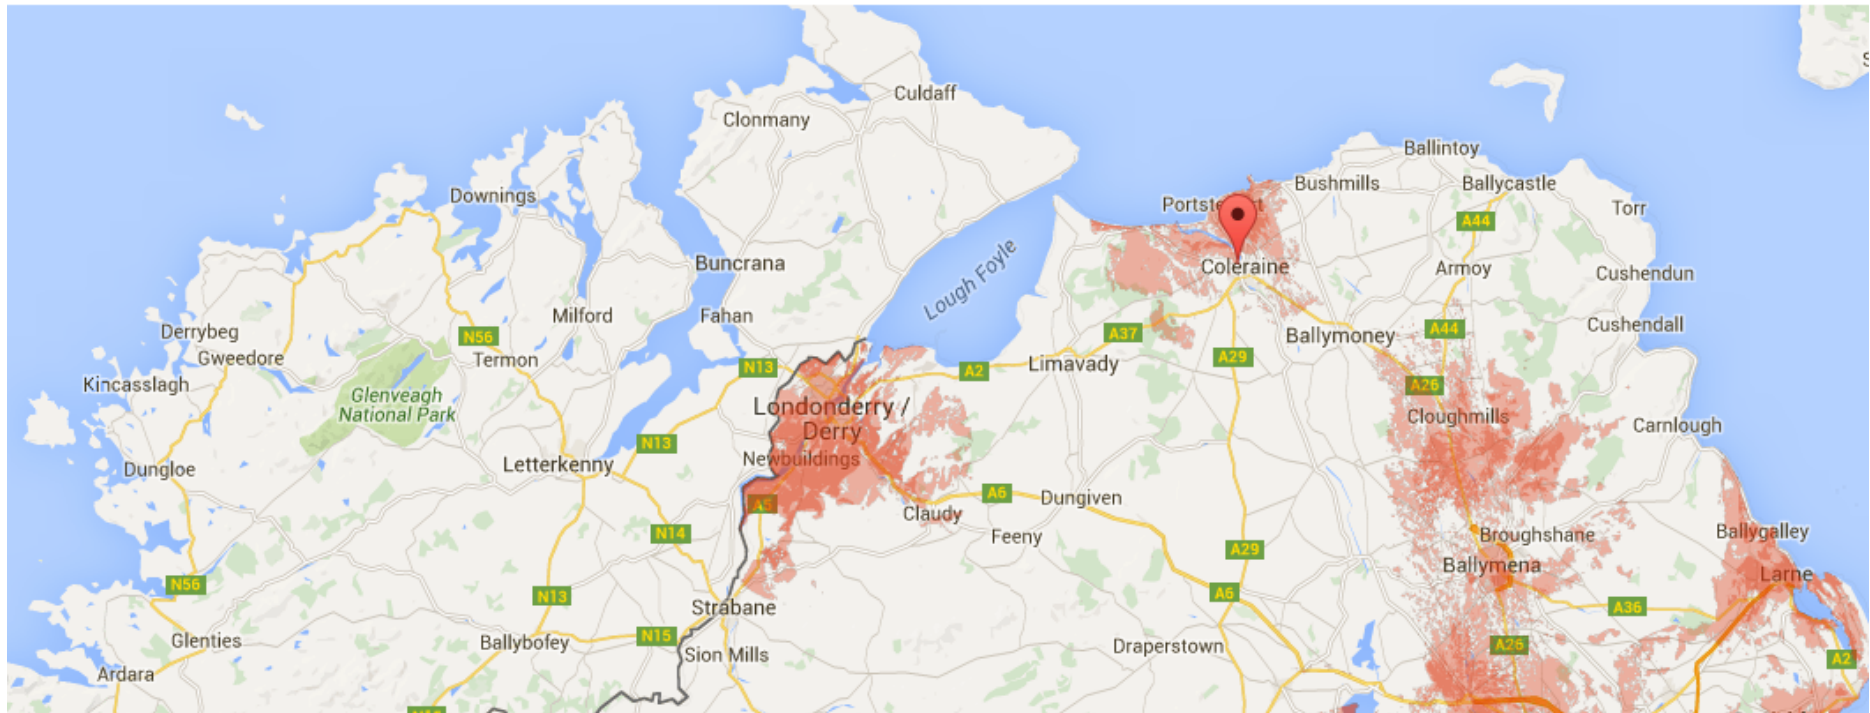 Culdaff
Clonmany
Ballintoy
Downings
Bushmills
Ballycastle
Torr
A44
Buncrana
Lough Foyle
Coleraine
Armoy
Cushendun
Milford
Fahan
Derrybeg
Gweedore
N56
Termon
A37
Ballymoney
A44
Cushendall
N13
A2
Limavady
A29
Kincasslagh
Glenveagh
National Park
A26
Londonderry /
Derry
Cloughmills
Carnlough
N13
Dungloe
Letterkenny
Newbuildings
A5
A6
Dungiven
Claudy
N14
Feeny
Broughshane
Ballygalley
A29
Ballymena
Larne
N56
N13
A6
Strabane
A36
Glenties
Ballybofey
N15
Sion Mills
Draperstown
A26
A2
Ardara